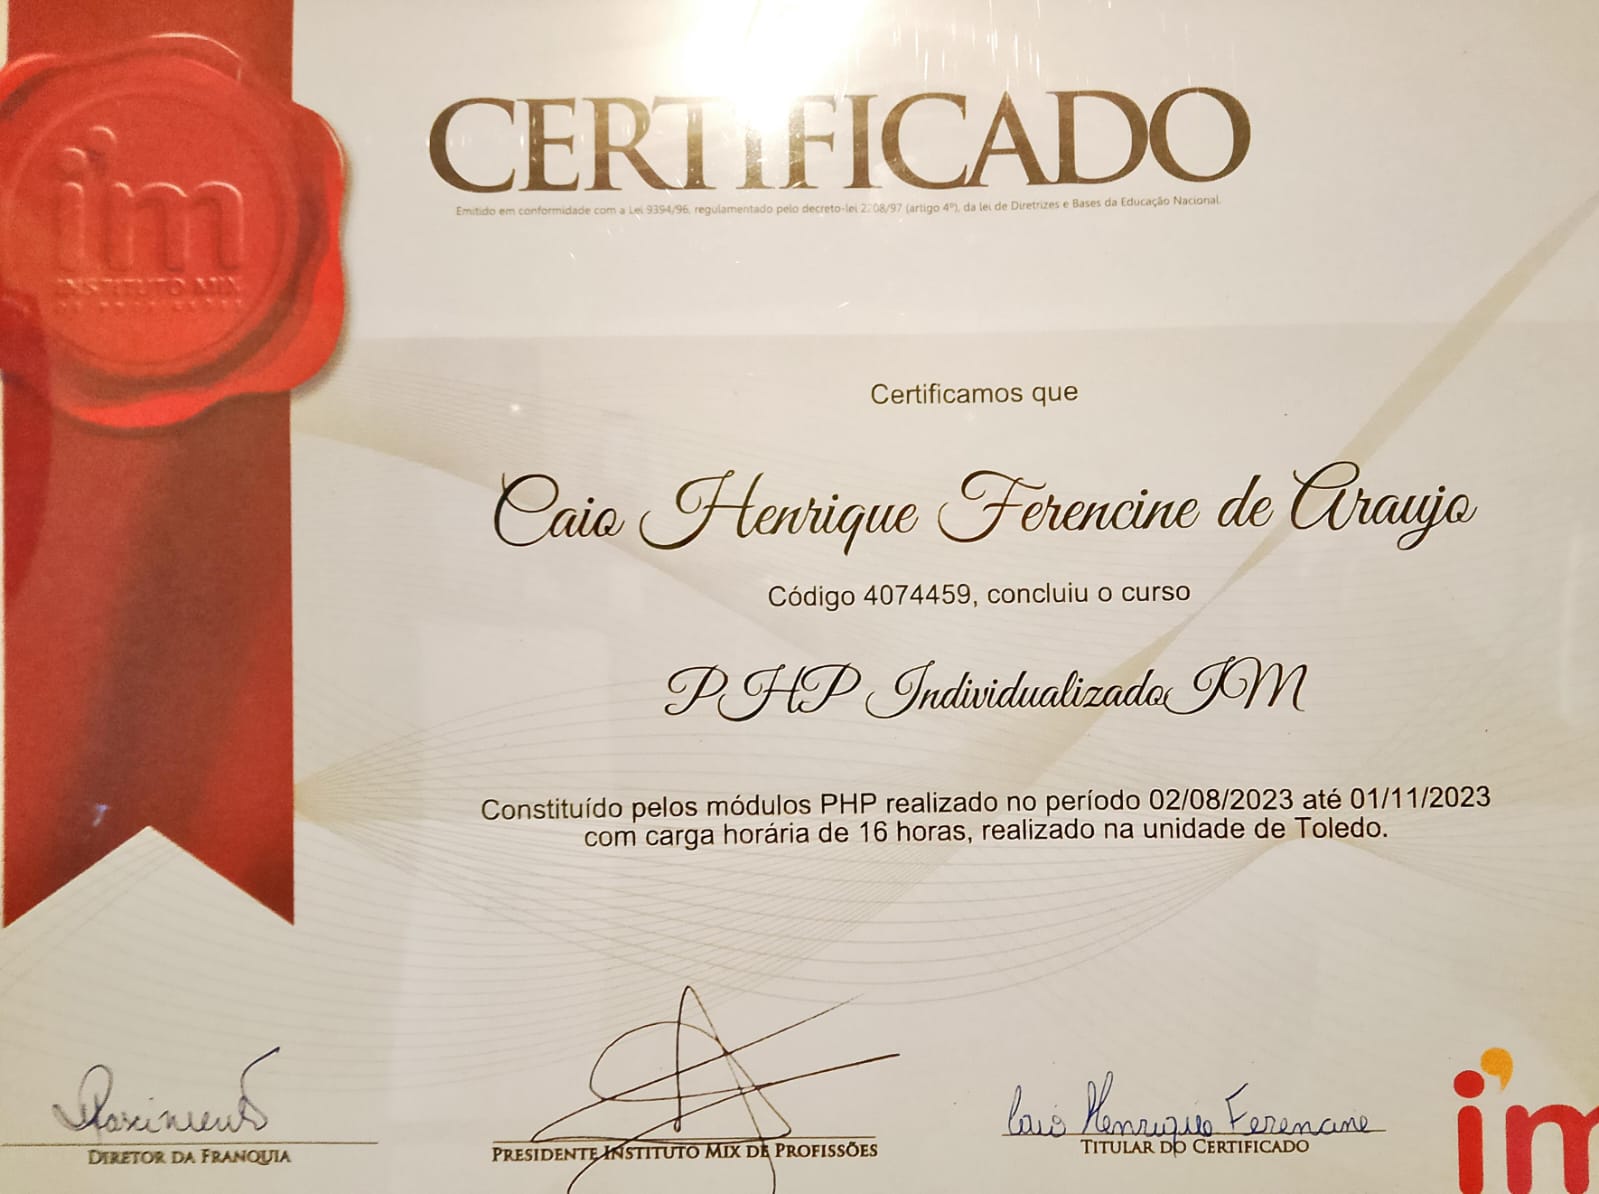 CERTIFICADO
Emitido em conformidade com a Lei 9394/96, regulamentado pelo decreto-lei 2208/97 (artigo 4º), da lei de Diretrizes e Bases da Educação Nacional.
i'm
INSTITUTO MIX
DE PROFISSÕES
Certificamos que
Caio Henrique Ferencine de Araujo
Código 4074459, concluiu o curso
PHP Individualizado IM
Constituído pelos módulos PHP realizado no período 02/08/2023 até 01/11/2023
com carga horária de 16 horas, realizado na unidade de Toledo.
Nascimento
Caio Henrique Ferencine
DIRETOR DA FRANQUIA
PRESIDENTE INSTITUTO MIX DE PROFISSÕES
TITULAR DO CERTIFICADO
i'm